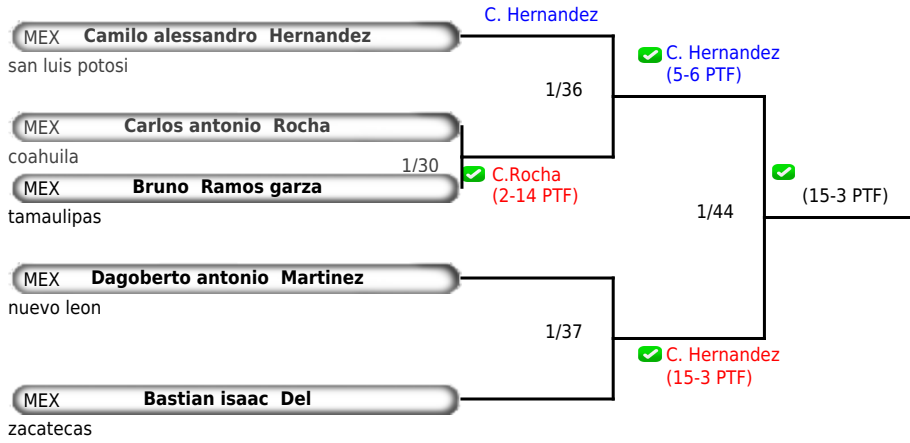 C. Hernandez
MEX Camilo alessandro Hernandez
san luis potosi
C. Hernandez
(5-6 PTF)
1/36
MEX Carlos antonio Rocha
coahuila
1/30
C.Rocha
(2-14 PTF)
MEX Bruno Ramos garza
tamaulipas
(15-3 PTF)
1/44
MEX Dagoberto antonio Martinez
nuevo leon
1/37
C. Hernandez
(15-3 PTF)
MEX Bastian isaac Del
zacatecas